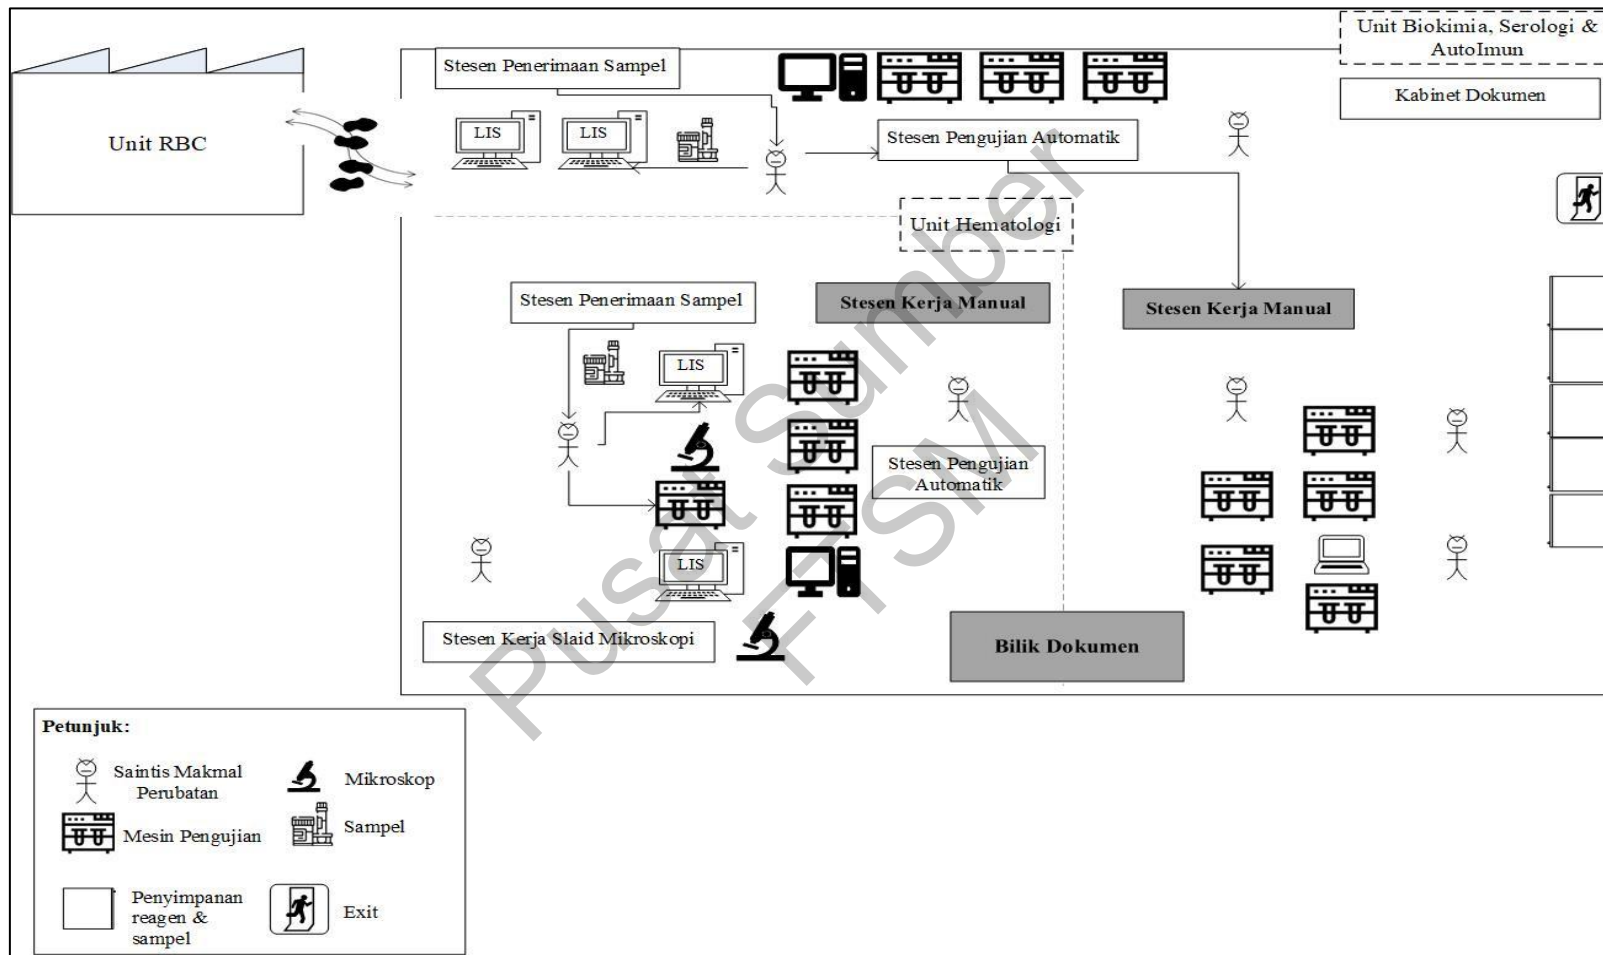 Unit Biokimia, Serologi &
AutoImun
Kabinet Dokumen
Stesen Penerimaan Sampel
Unit RBC
LIS
LIS
Stesen Pengujian Automatik
Unit Hematologi
Stesen Penerimaan Sampel
Stesen Kerja Manual
Stesen Kerja Manual
LIS
Stesen Pengujian
Automatik
LIS
Stesen Kerja Slaid Mikroskopi
Bilik Dokumen
Pusat Sumber
FTSM
Petunjuk:
Saintis Makmal
Perubatan
Mikroskop
Mesin Pengujian
Sampel
Penyimpanan
reagen &
sampel
Exit